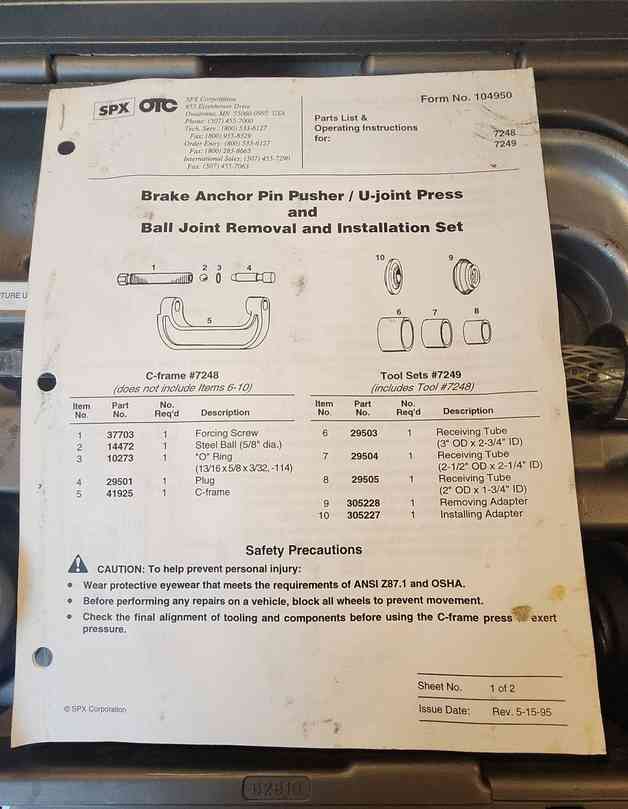 SPX OTC
SPX Corporation
655 Eisenhower Drive
Owatonna, MN 55060-0995 USA
Phone: (507) 455-7000
Tech. Serv.: (800) 533-6127
Fax: (800) 955-8329
Order Entry: (800) 533-6127
Fax: (800) 283-8665
International Sales: (507) 455-7290
Fax: (507) 455-7063
Form No. 104950
Parts List &
Operating Instructions
for:
7248
7249
Brake Anchor Pin Pusher / U-joint Press
and
Ball Joint Removal and Installation Set
1 2 3 4
5
10 9
6 7 8
TURE U
C-frame #7248
(does not include Items 6-10)
Item No. Part No. No. Req'd Description
1 37703 1 Forcing Screw
2 14472 1 Steel Ball (5/8" dia.)
3 10273 1 "O" Ring
(13/16 x 5/8 x 3/32, -114)
4 29501 1 Plug
5 41925 1 C-frame
Tool Sets #7249
(includes Tool #7248)
Item No. Part No. No. Req'd Description
6 29503 1 Receiving Tube
(3" OD x 2-3/4" ID)
7 29504 1 Receiving Tube
(2-1/2" OD x 2-1/4" ID)
8 29505 1 Receiving Tube
(2" OD x 1-3/4" ID)
9 305228 1 Removing Adapter
10 305227 1 Installing Adapter
Safety Precautions
CAUTION: To help prevent personal injury:
• Wear protective eyewear that meets the requirements of ANSI Z87.1 and OSHA.
• Before performing any repairs on a vehicle, block all wheels to prevent movement.
• Check the final alignment of tooling and components before using the C-frame press exert
pressure.
Sheet No. 1 of 2
Issue Date: Rev. 5-15-95
© SPX Corporation